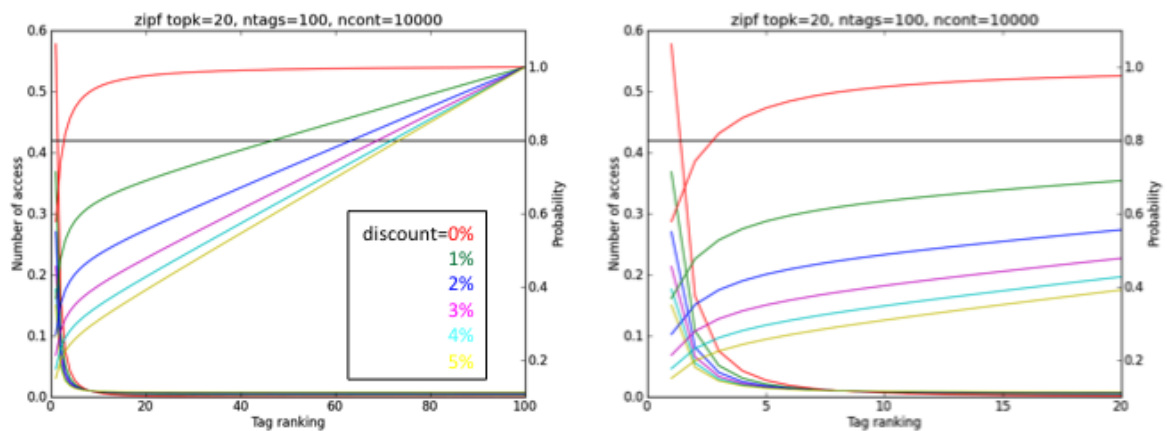 zipf topk=20, ntags=100, ncont=10000
0.6
0.5
0.4
0.3
0.2
0.1
0.0
Number of access
1.0
0.8
0.6
0.4
0.2
Probability
discount=0%
1%
2%
3%
4%
5%
0 20 40 60 80 100
Tag ranking
zipf topk=20, ntags=100, ncont=10000
0.6
0.5
0.4
0.3
0.2
0.1
0.0
Number of access
1.0
0.8
0.6
0.4
0.2
Probability
0 5 10 15 20
Tag ranking